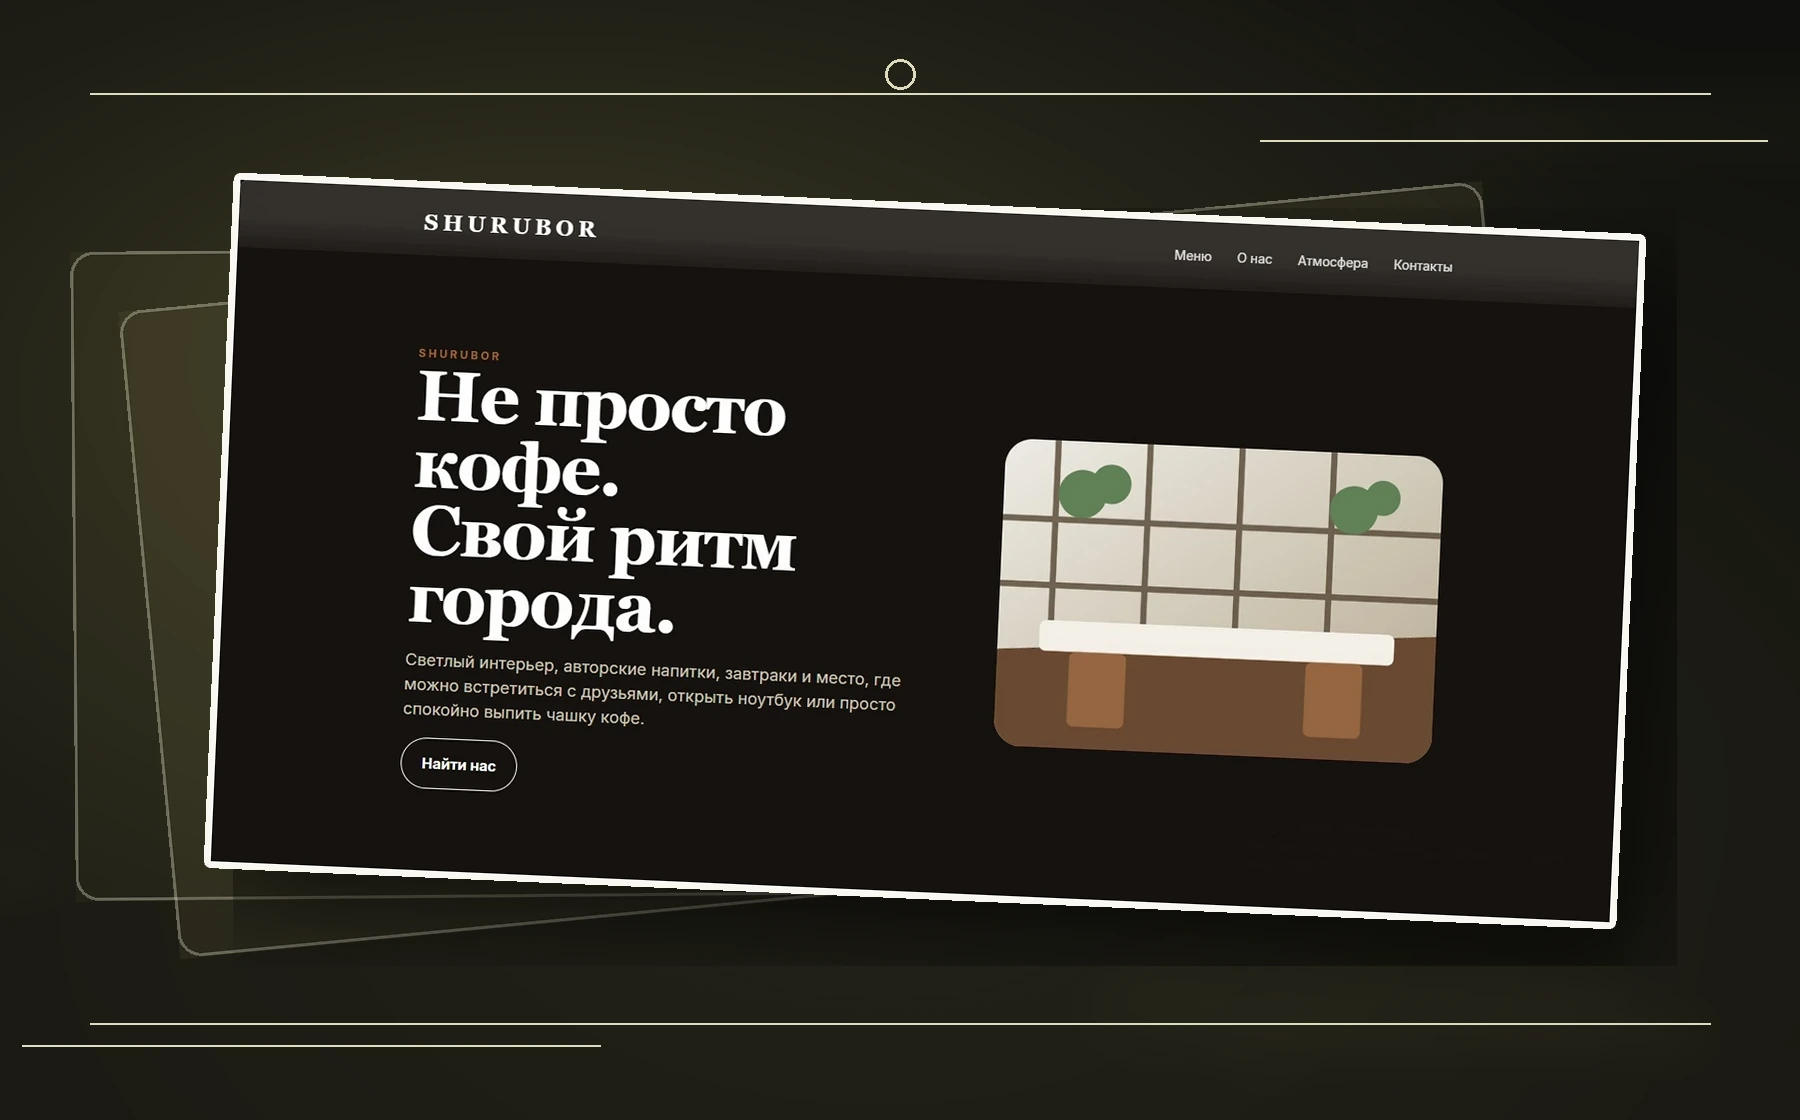 SHURUBOR
Меню О нас Атмосфера Контакты
SHURUBOR
Не просто
кофе.
Свой ритм
города.
Светлый интерьер, авторские напитки, завтраки и место, где
можно встретиться с друзьями, открыть ноутбук или просто
спокойно выпить чашку кофе.
Найти нас